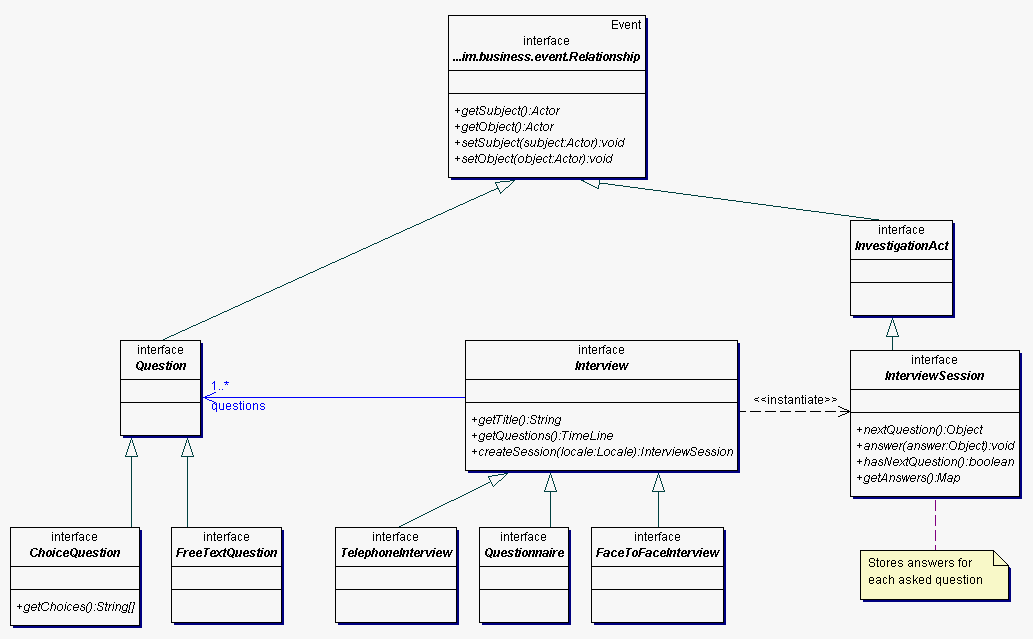 Event
interface
...im.business.event.Relationship
+getSubject():Actor
+getObject():Actor
+setSubject(subject:Actor):void
+setObject(object:Actor):void
interface
InvestigationAct
interface
Question
1..*
questions
interface
Interview
+getTitle():String
+getQuestions():TimeLine
+createSession(locale:Locale):InterviewSession
<<instantiate>>
interface
InterviewSession
+nextQuestion():Object
+answer(answer:Object):void
+hasNextQuestion():boolean
+getAnswers():Map
interface
ChoiceQuestion
+getChoices():String[]
interface
FreeTextQuestion
interface
TelephoneInterview
interface
Questionnaire
interface
FaceToFaceInterview
Stores answers for
each asked question